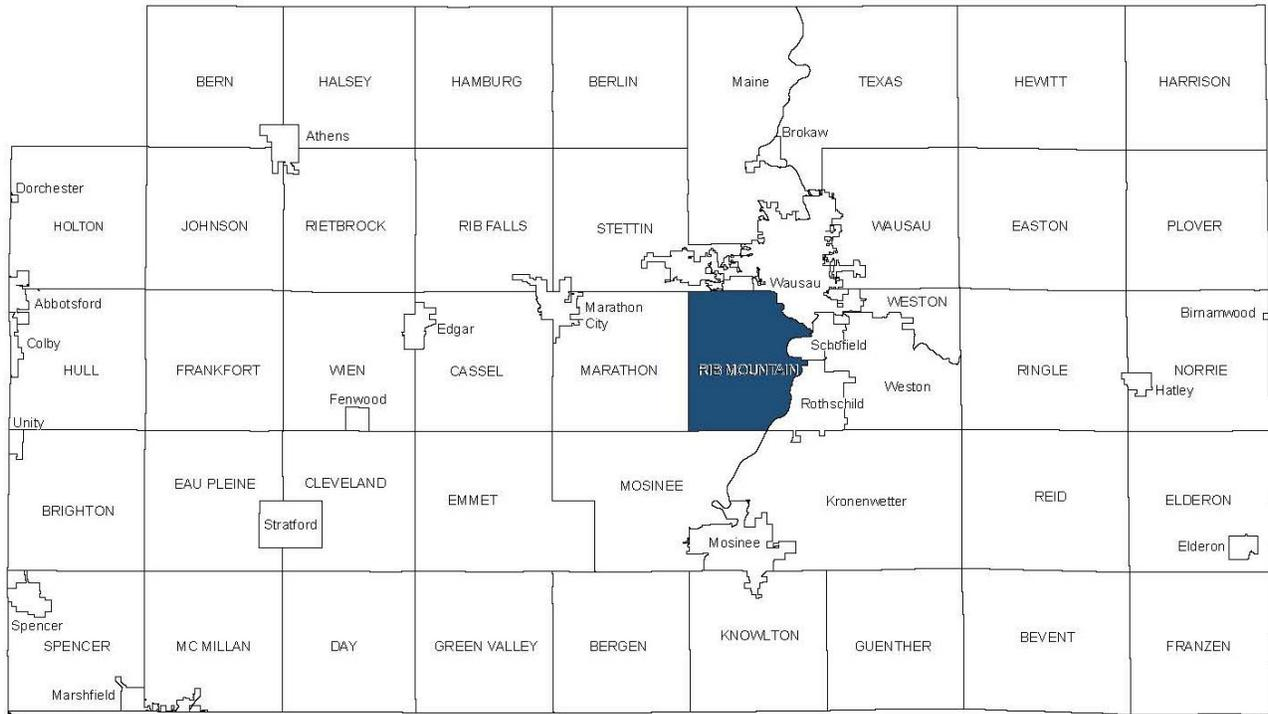 BERN
HALSEY
HAMBURG
BERLIN
Maine
TEXAS
HEWITT
HARRISON
Athens
Brokaw
Dorchester
HOLTON
JOHNSON
RIETBROCK
RIB FALLS
STETTIN
WAUSAU
EASTON
PLOVER
Wausau
Abbotsford
Marathon
City
WESTON
Birnamwood
Colby
Edgar
Schofield
HULL
FRANKFORT
WIEN
CASSEL
MARATHON
RIB MOUNTAIN
Weston
RINGLE
NORRIE
Hatley
Fenwood
Rothschild
Unity
BRIGHTON
EAU PLEINE
CLEVELAND
EMMET
MOSINEE
Kronenwetter
REID
ELDERON
Stratford
Mosinee
Elderon
Spencer
SPENCER
MC MILLAN
DAY
GREEN VALLEY
BERGEN
KNOWLTON
GUENTHER
BEVENT
FRANZEN
Marshfield